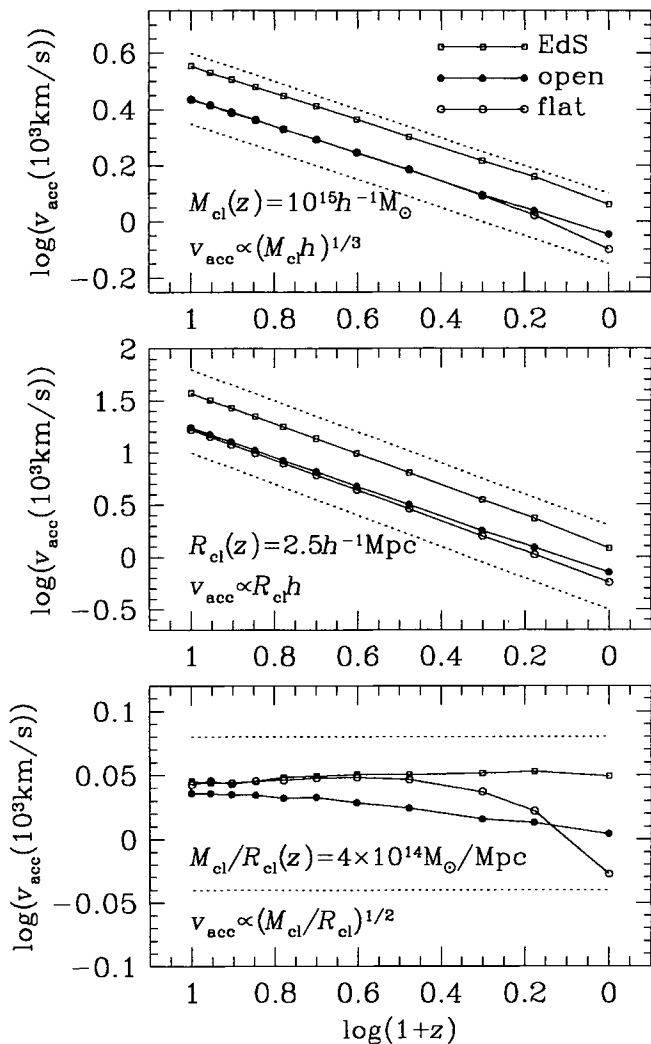 0.6
0.4
0.2
0
−0.2
log(v_acc(10³km/s))
EdS
open
flat
M_cl(z)=10¹⁵h⁻¹M_⊙
v_acc∝(M_cl h)^1/3
1 0.8 0.6 0.4 0.2 0
2
1.5
1
0.5
0
−0.5
log(v_acc(10³km/s))
R_cl(z)=2.5h⁻¹Mpc
v_acc∝R_cl h
1 0.8 0.6 0.4 0.2 0
0.1
0.05
0
−0.05
−0.1
log(v_acc(10³km/s))
M_cl/R_cl(z)=4×10¹⁴M_⊙/Mpc
v_acc∝(M_cl/R_cl)^1/2
1 0.8 0.6 0.4 0.2 0
log(1+z)